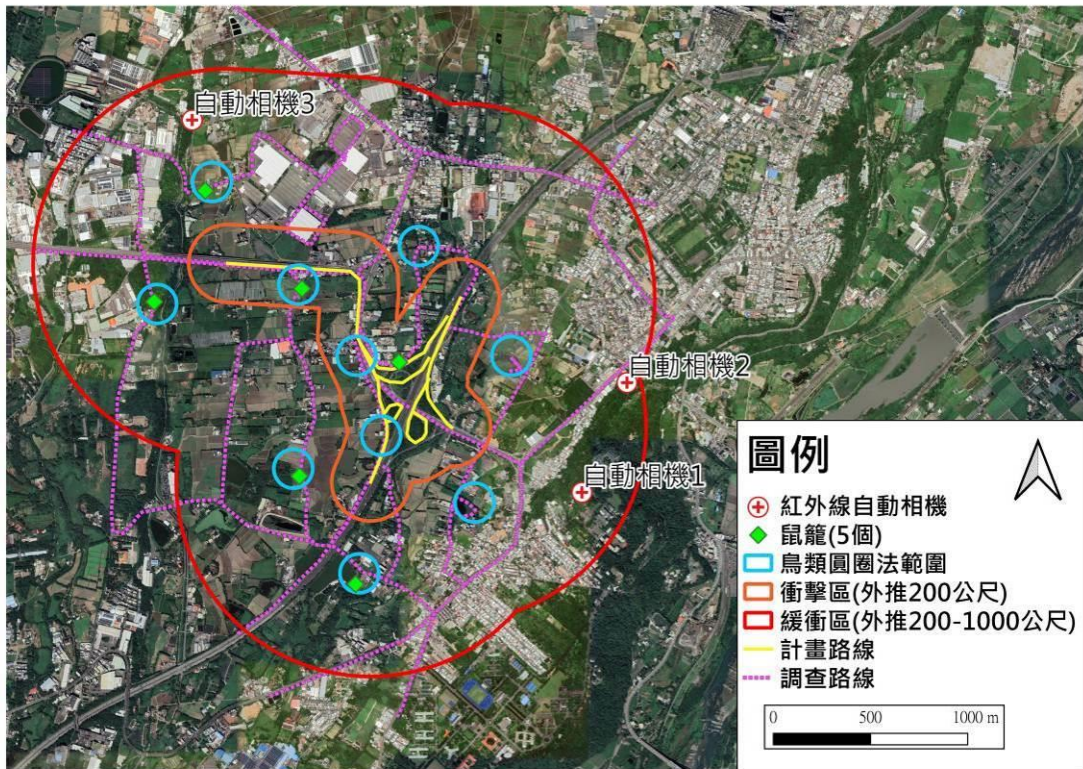 自動相機3
自動相機2
自動相機1
圖例
紅外線自動相機
鼠籠(5個)
鳥類圓圈法範圍
衝擊區(外推200公尺)
緩衝區(外推200-1000公尺)
計畫路線
調查路線
0 500 1000 m